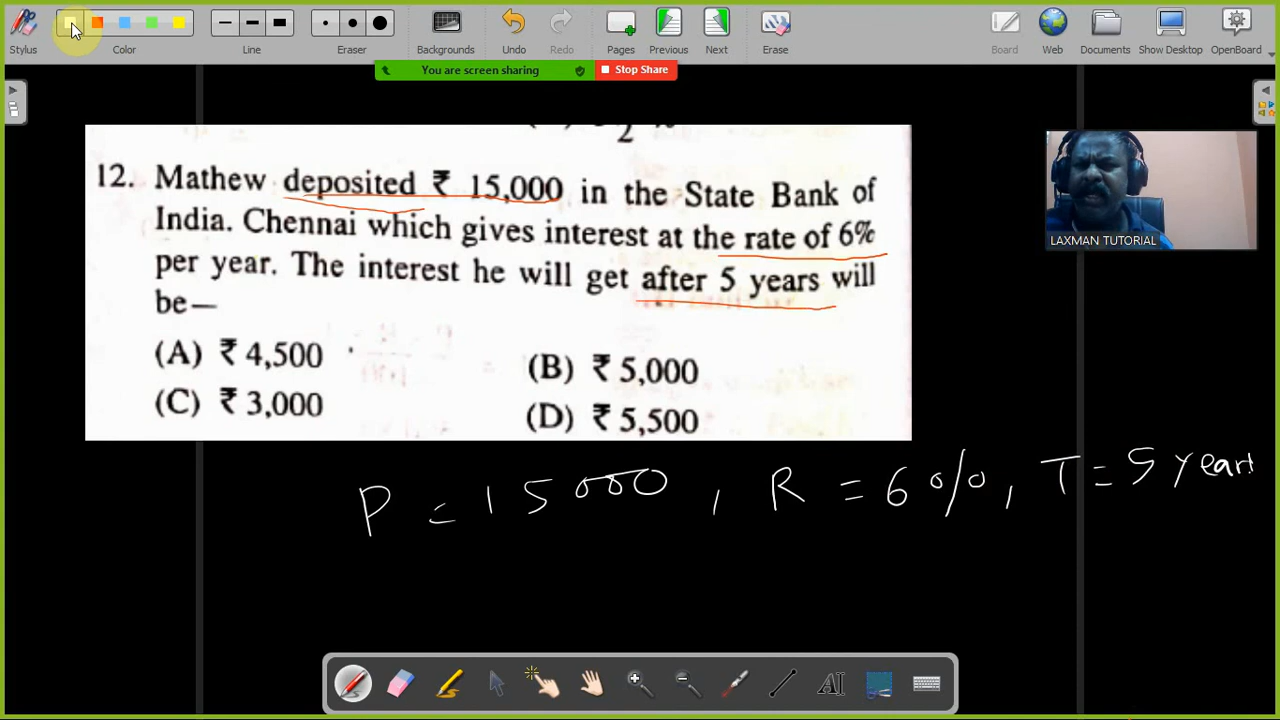 Stylus
Color
Line
Eraser
Backgrounds
Undo
Redo
Pages
Previous
Next
Erase
Board
Web
Documents
Show Desktop
OpenBoard
You are screen sharing
Stop Share
12. Mathew deposited ₹ 15,000 in the State Bank of
India. Chennai which gives interest at the rate of 6%
per year. The interest he will get after 5 years will
be—
(A) ₹ 4,500
(B) ₹ 5,000
(C) ₹ 3,000
(D) ₹ 5,500
LAXMAN TUTORIAL
P = 15000, R = 6%, T = 5 years